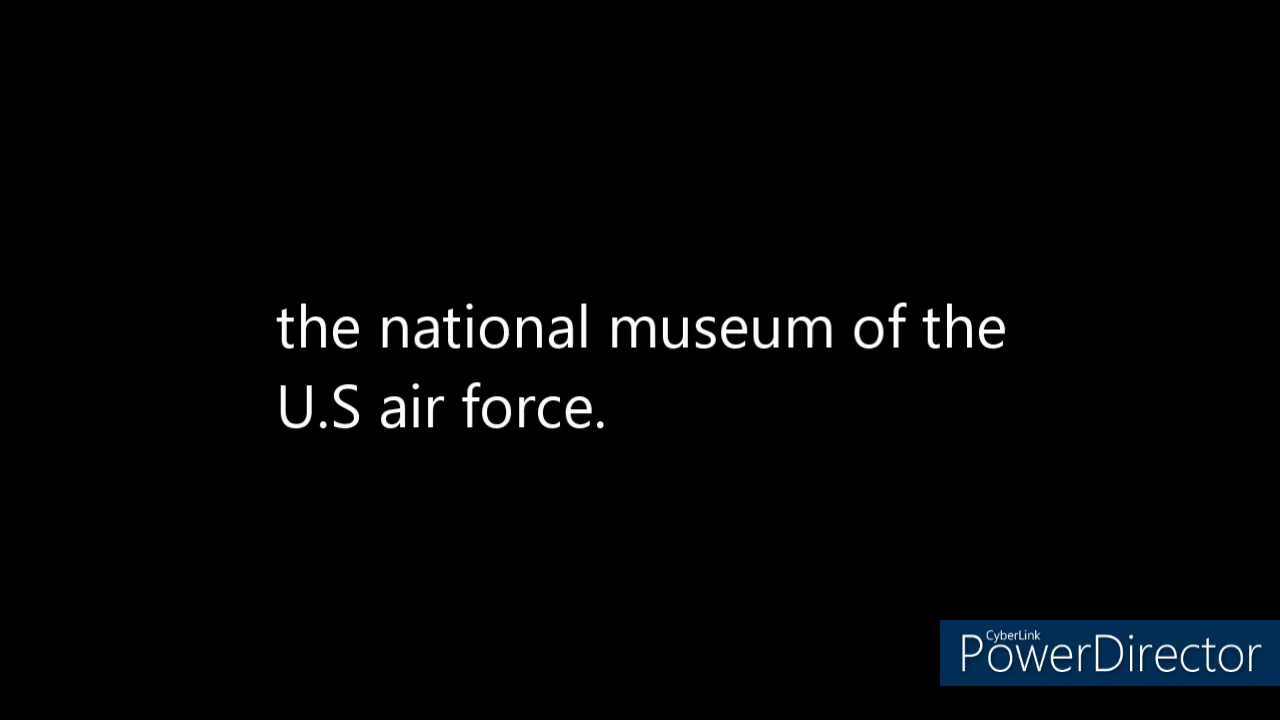 the national museum of the
U.S air force.
CyberLink
PowerDirector